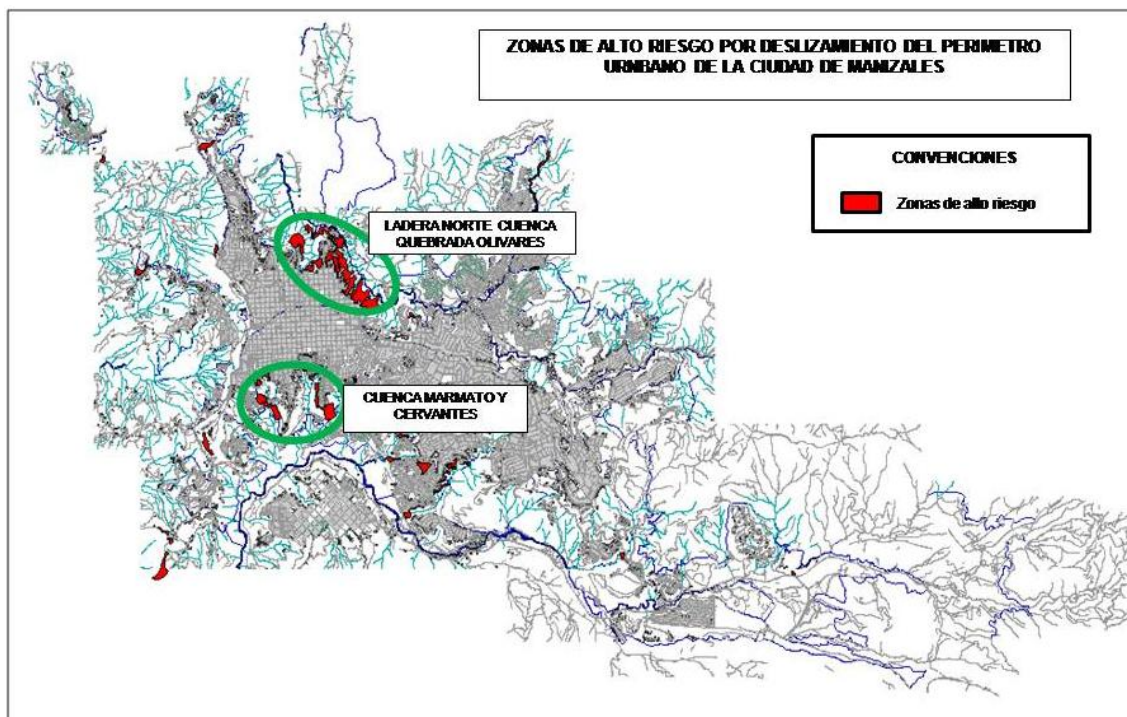 ZONAS DE ALTO RIESGO POR DESLIZAMIENTO DEL PERIMETRO
URNBANO DE LA CIUDAD DE MANIZALES
CONVENCIONES
Zonas de alto riesgo
LADERA NORTE CUENCA
QUEBRADA OLIVARES
CUENCA MARMATO Y
CERVANTES